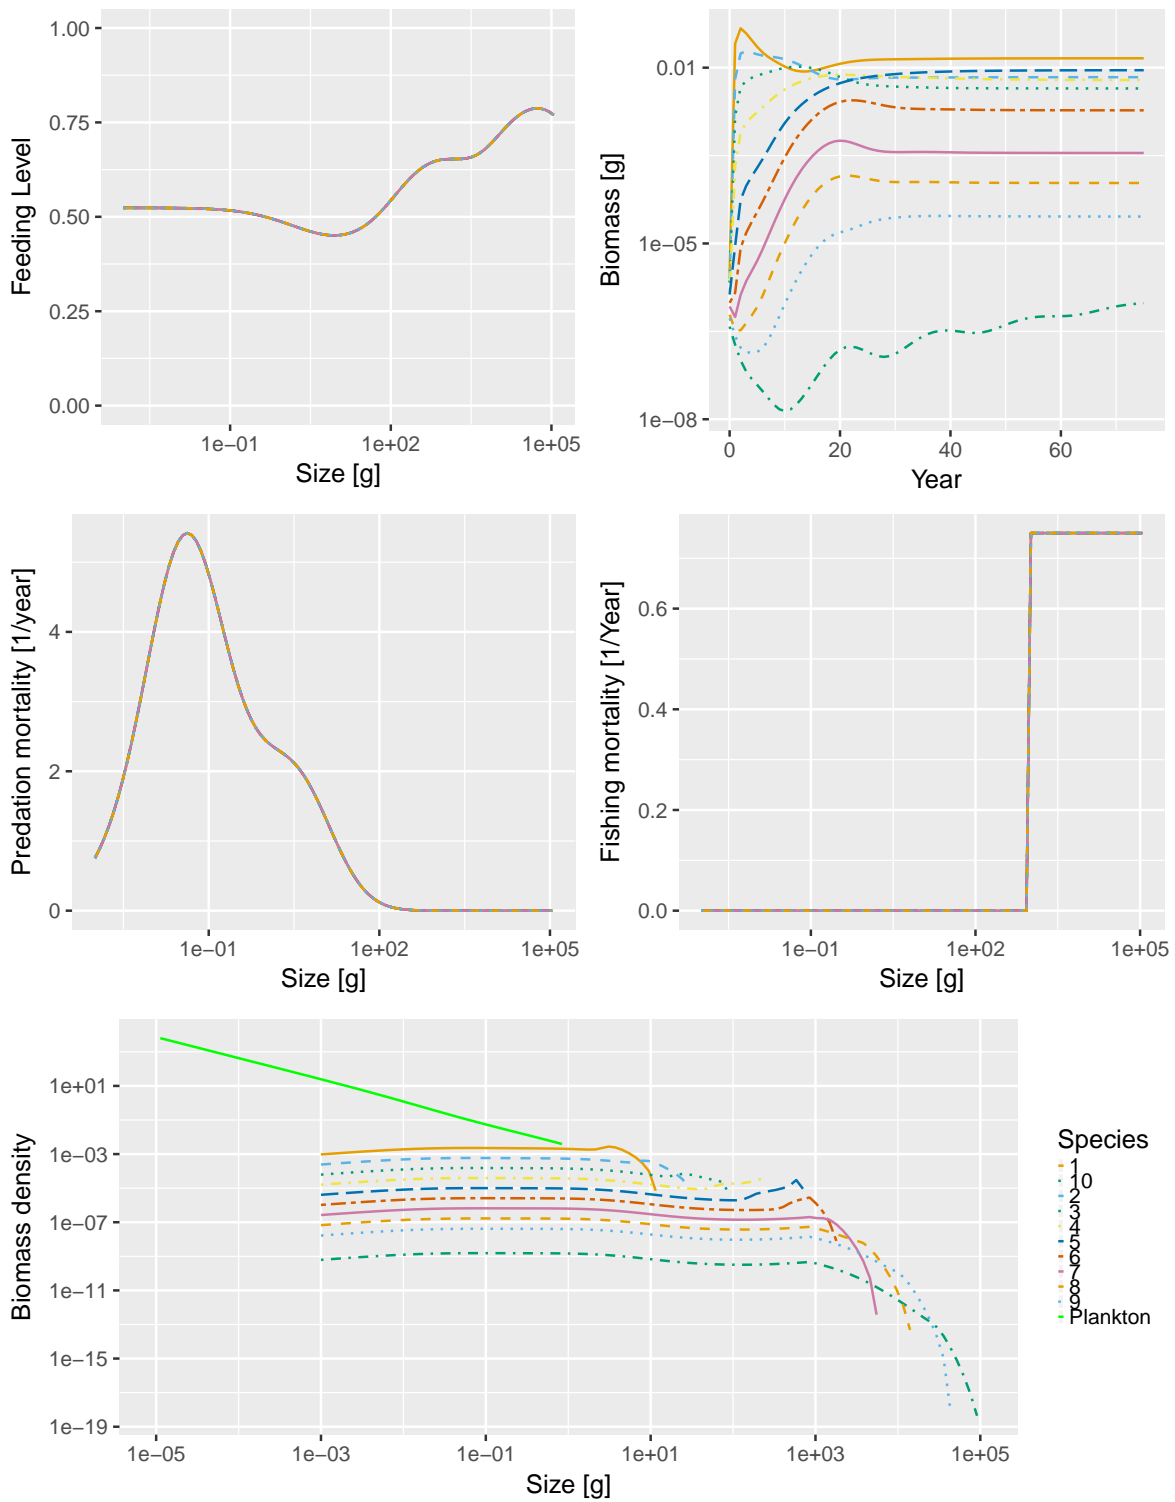 1.00
0.75
0.50
0.25
0.00
Feeding Level
1e−01
1e+02
1e+05
Size [g]
0.01
1e−05
1e−08
Biomass [g]
0
20
40
60
Year
4
2
0
Predation mortality [1/year]
1e−01
1e+02
1e+05
Size [g]
0.6
0.4
0.2
0.0
Fishing mortality [1/Year]
1e−01
1e+02
1e+05
Size [g]
1e+01
1e−03
1e−07
1e−11
1e−15
1e−19
Biomass density
1e−05
1e−03
1e−01
1e+01
1e+03
1e+05
Size [g]
Species
1
10
2
3
4
5
6
7
8
9
Plankton